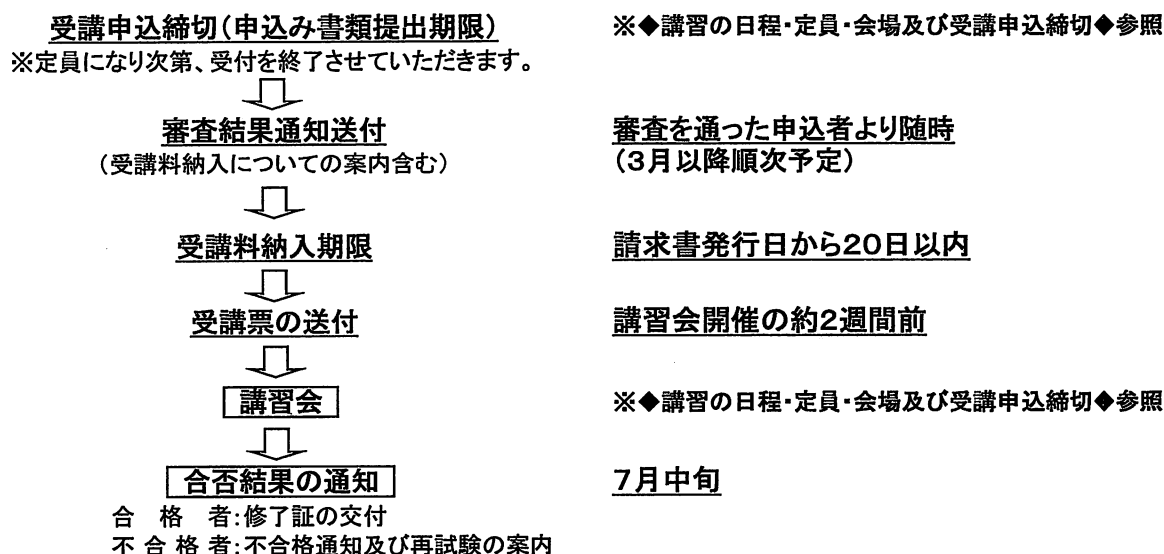 受講申込締切(申込み書類提出期限) ※◆講習の日程・定員・会場及び受講申込締切◆参照
※定員になり次第、受付を終了させていただきます。
審査結果通知送付 審査を通った申込者より随時
(受講料納入についての案内含む) (3月以降順次予定)
受講料納入期限 請求書発行日から20日以内
受講票の送付 講習会開催の約2週間前
講習会 ※◆講習の日程・定員・会場及び受講申込締切◆参照
合否結果の通知 7月中旬
合 格 者:修了証の交付
不 合 格 者:不合格通知及び再試験の案内